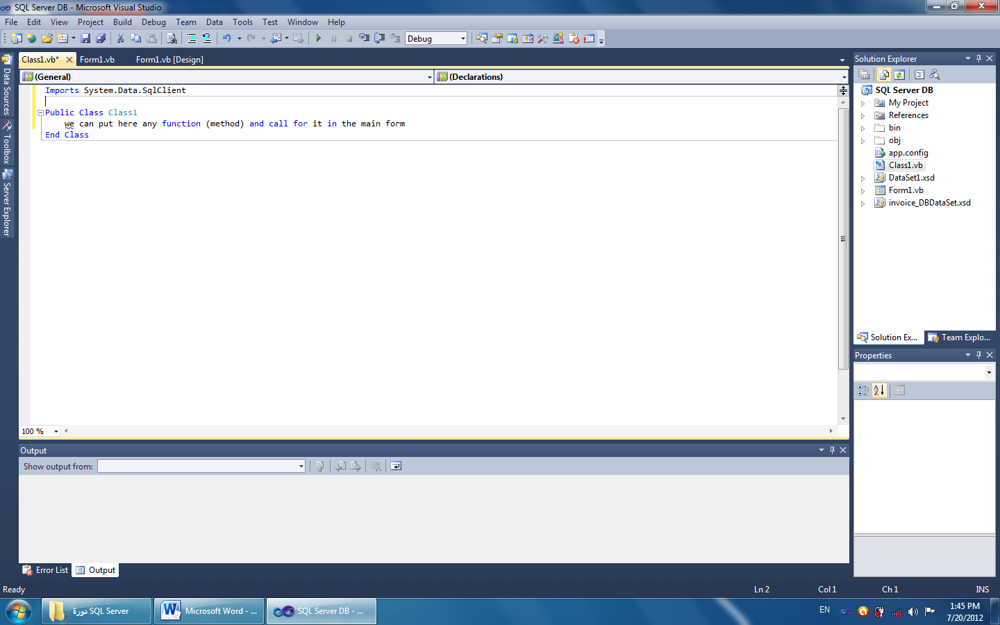 SQL Server DB - Microsoft Visual Studio
File Edit View Project Build Debug Team Data Tools Test Window Help
Debug
Data Sources
Toolbox
Server Explorer
Class1.vb* Form1.vb Form1.vb [Design]
(General) (Declarations)
Imports System.Data.SqlClient
Public Class Class1
we can put here any function (method) and call for it in the main form
End Class
100 %
Solution Explorer
SQL Server DB
My Project
References
bin
obj
app.config
Class1.vb
DataSet1.xsd
Form1.vb
invoice_DBDataSet.xsd
Solution Ex... Team Explo...
Properties
Output
Show output from:
Error List Output
Ready Ln 2 Col 1 Ch 1 INS
دورة SQL Server
Microsoft Word - ...
SQL Server DB - ...
EN
1:45 PM
7/20/2012